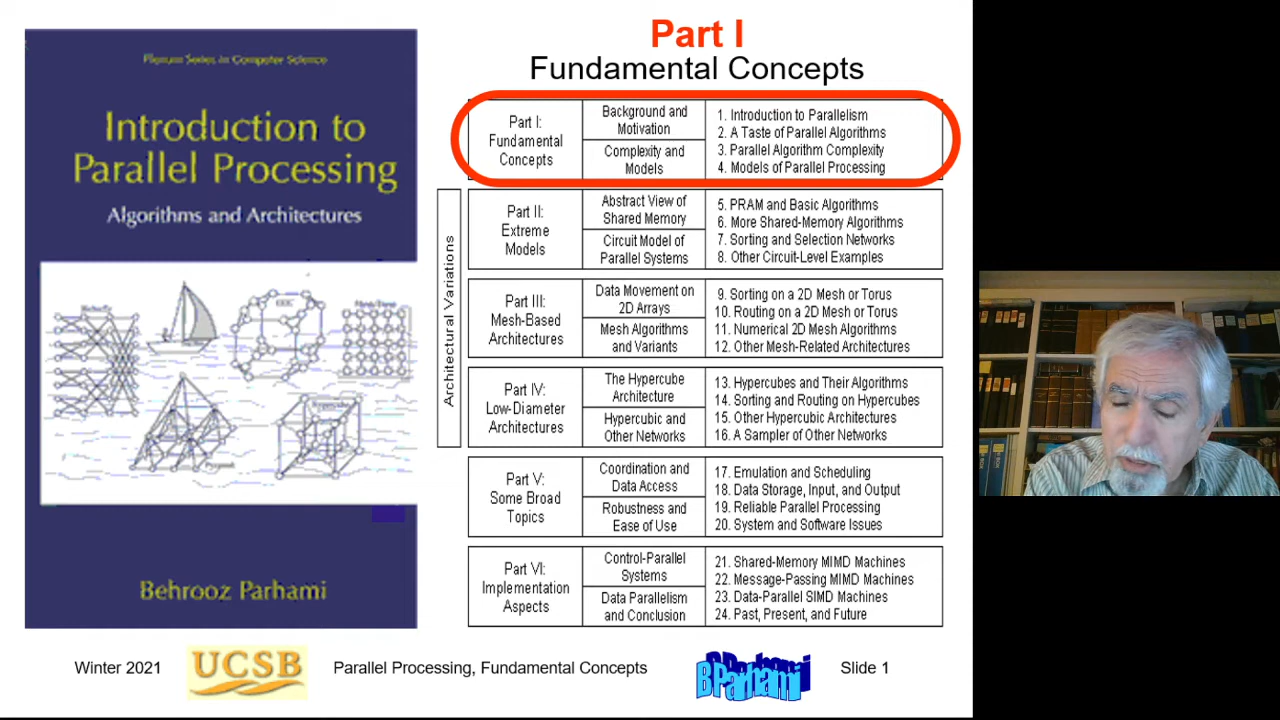 Plenum Series in Computer Science
Introduction to
Parallel Processing
Algorithms and Architectures
Butterfly
CCC
Mesh/Torus
Pyramid
Hypercube
Behrooz Parhami
Part I
Fundamental Concepts
Part I:
Fundamental
Concepts
Background and
Motivation
Complexity and
Models
1. Introduction to Parallelism
2. A Taste of Parallel Algorithms
3. Parallel Algorithm Complexity
4. Models of Parallel Processing
Architectural Variations
Part II:
Extreme
Models
Abstract View of
Shared Memory
Circuit Model of
Parallel Systems
5. PRAM and Basic Algorithms
6. More Shared-Memory Algorithms
7. Sorting and Selection Networks
8. Other Circuit-Level Examples
Part III:
Mesh-Based
Architectures
Data Movement on
2D Arrays
Mesh Algorithms
and Variants
9. Sorting on a 2D Mesh or Torus
10. Routing on a 2D Mesh or Torus
11. Numerical 2D Mesh Algorithms
12. Other Mesh-Related Architectures
Part IV:
Low-Diameter
Architectures
The Hypercube
Architecture
Hypercubic and
Other Networks
13. Hypercubes and Their Algorithms
14. Sorting and Routing on Hypercubes
15. Other Hypercubic Architectures
16. A Sampler of Other Networks
Part V:
Some Broad
Topics
Coordination and
Data Access
Robustness and
Ease of Use
17. Emulation and Scheduling
18. Data Storage, Input, and Output
19. Reliable Parallel Processing
20. System and Software Issues
Part VI:
Implementation
Aspects
Control-Parallel
Systems
Data Parallelism
and Conclusion
21. Shared-Memory MIMD Machines
22. Message-Passing MIMD Machines
23. Data-Parallel SIMD Machines
24. Past, Present, and Future
Winter 2021
UCSB
Parallel Processing, Fundamental Concepts
BParhami
Slide 1